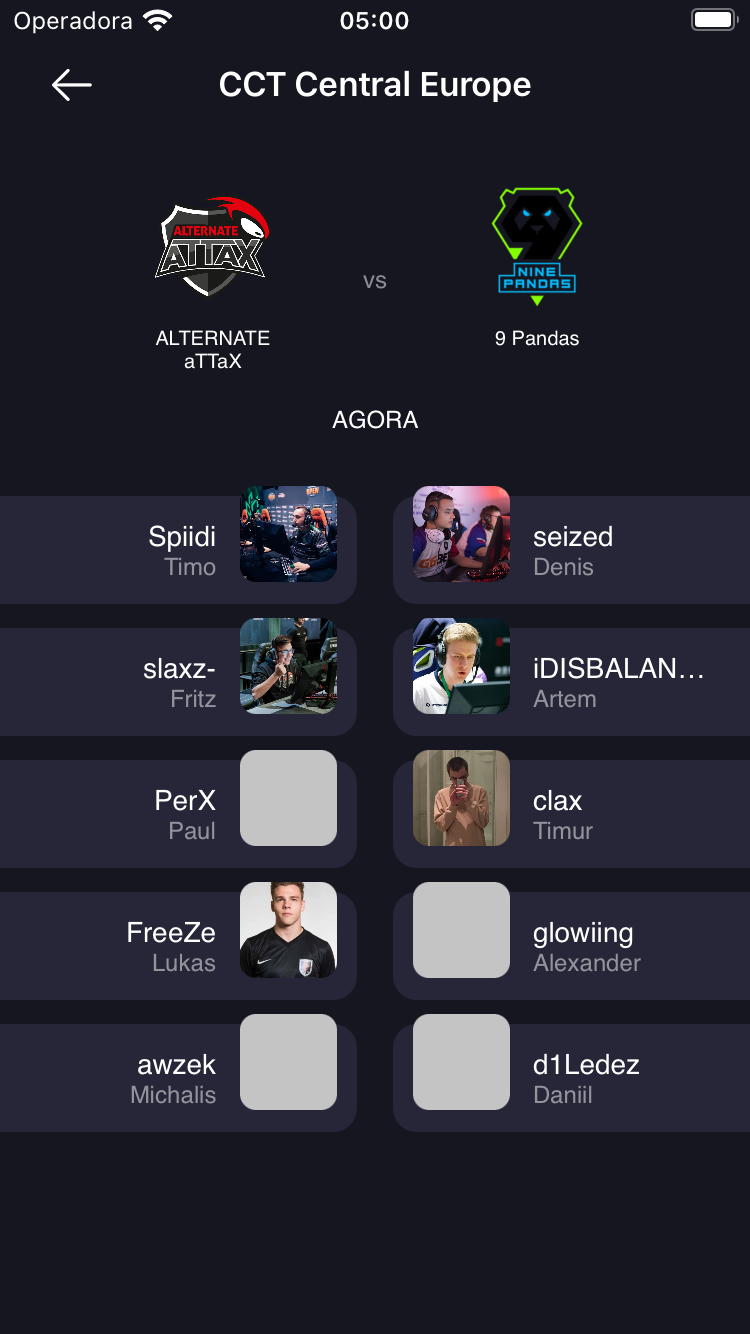 Operadora 05:00
CCT Central Europe
ALTERNATE
ATTAX
NINE
PANDAS
vs
ALTERNATE
aTTaX
9 Pandas
AGORA
Spiidi
Timo
seized
Denis
slaxz-
Fritz
iDISBALAN...
Artem
PerX
Paul
clax
Timur
FreeZe
Lukas
glowiing
Alexander
awzek
Michalis
d1Ledez
Daniil